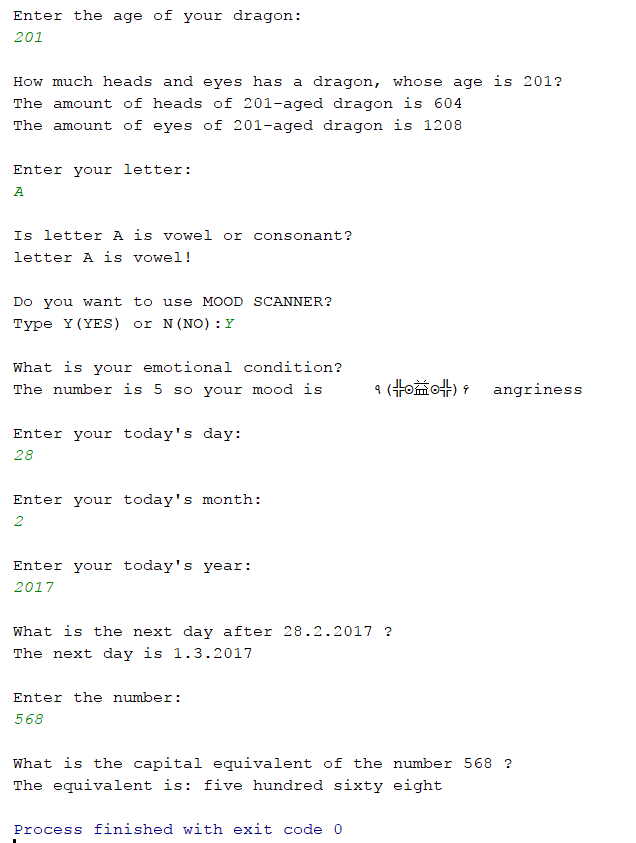 Enter the age of your dragon:
201
How much heads and eyes has a dragon, whose age is 201?
The amount of heads of 201-aged dragon is 604
The amount of eyes of 201-aged dragon is 1208
Enter your letter:
A
Is letter A is vowel or consonant?
letter A is vowel!
Do you want to use MOOD SCANNER?
Type Y(YES) or N(NO):Y
What is your emotional condition?
The number is 5 so your mood is ٩(╬ʘ益ʘ╬)۶ angriness
Enter your today's day:
28
Enter your today's month:
2
Enter your today's year:
2017
What is the next day after 28.2.2017 ?
The next day is 1.3.2017
Enter the number:
568
What is the capital equivalent of the number 568 ?
The equivalent is: five hundred sixty eight
Process finished with exit code 0